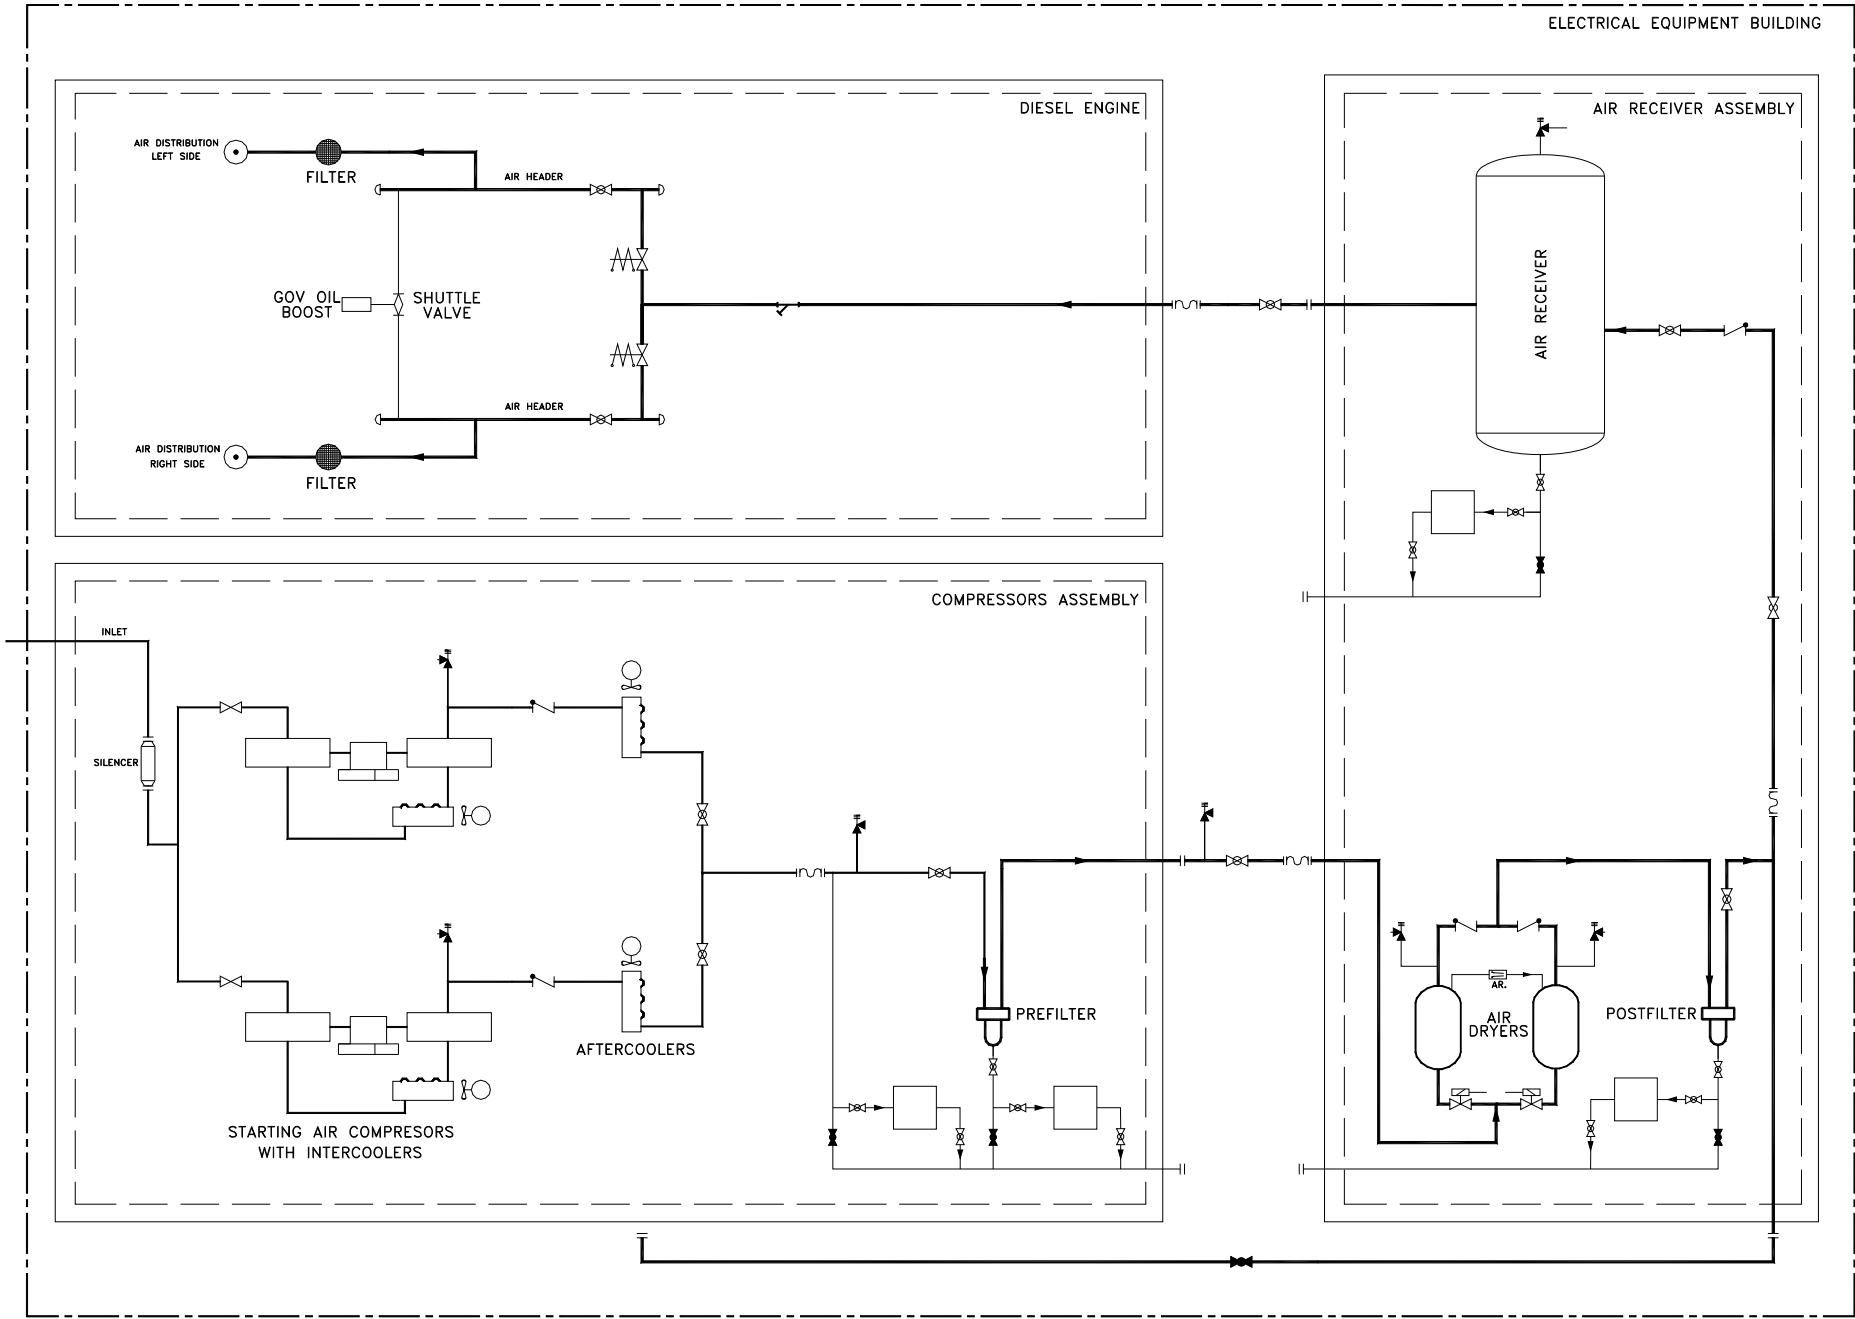 ELECTRICAL EQUIPMENT BUILDING
DIESEL ENGINE
AIR RECEIVER ASSEMBLY
AIR DISTRIBUTION
LEFT SIDE
FILTER
AIR HEADER
GOV OIL
BOOST
SHUTTLE
VALVE
AIR RECEIVER
AIR HEADER
AIR DISTRIBUTION
RIGHT SIDE
FILTER
COMPRESSORS ASSEMBLY
INLET
SILENCER
AR.
PREFILTER
AIR
DRYERS
POSTFILTER
AFTERCOOLERS
STARTING AIR COMPRESORS
WITH INTERCOOLERS